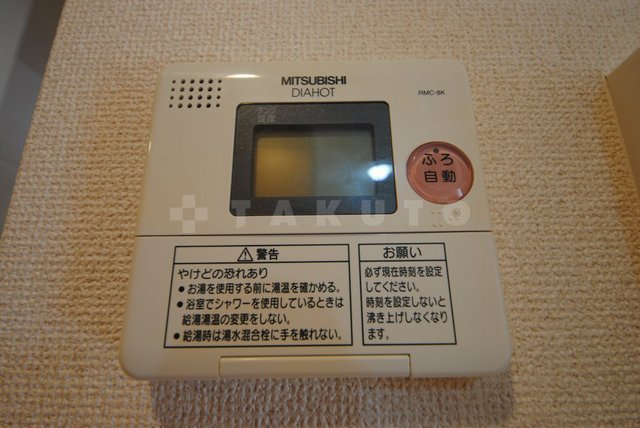 MITSUBISHI
DIAHOT
RMC-8K
ふろ
自動
TAKUTO
⚠警告
やけどの恐れあり
●お湯を使用する前に湯温を確かめる。
●浴室でシャワーを使用しているときは
給湯湯温の変更をしない。
●給湯時は湯水混合栓に手を触れない。
お願い
必ず現在時刻を設定
してください。
時刻を設定しないと
沸き上げしなくなり
ます。